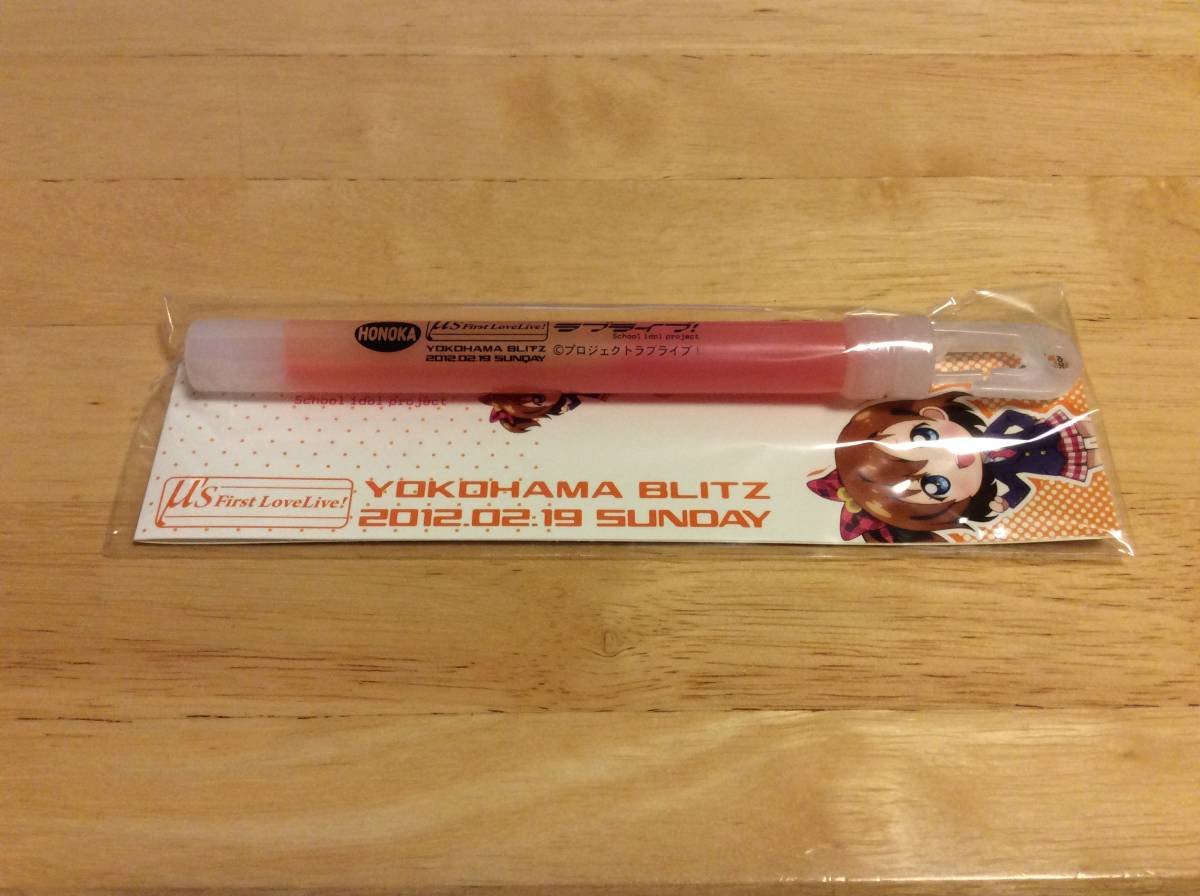 HONOKA
μ's First LoveLive!
YOKOHAMA BLITZ
2012.02.19 SUNDAY
ラブライブ!
School idol project
©プロジェクトラブライブ!
School idol project
μ's First LoveLive!
YOKOHAMA BLITZ
2012.02.19 SUNDAY